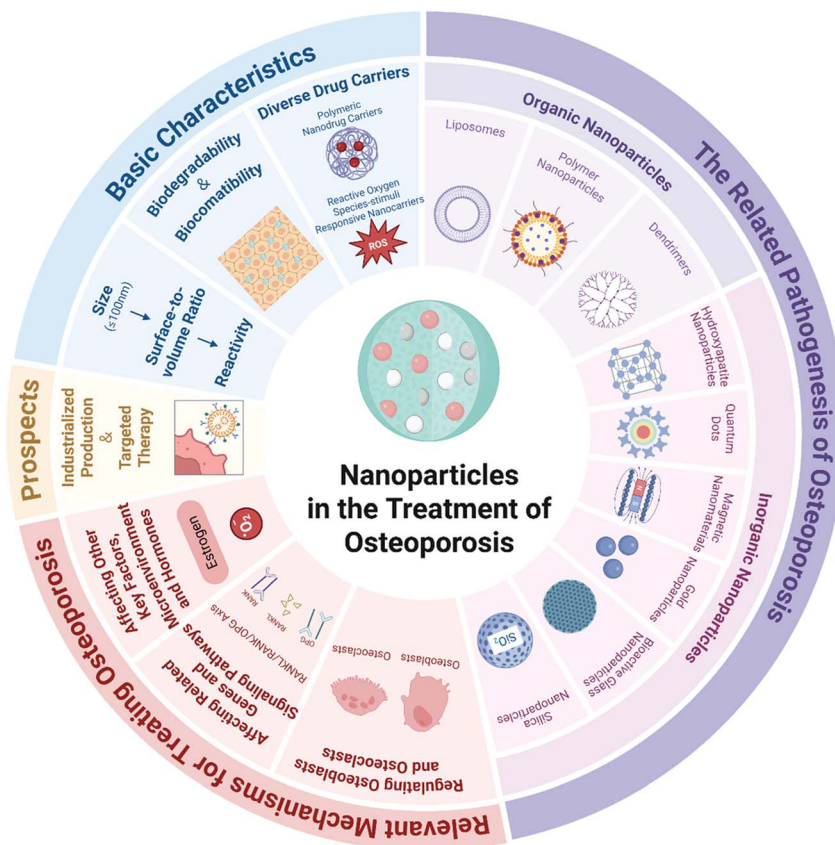 Nanoparticles
in the Treatment of
Osteoporosis
Basic Characteristics
Size
(≤100nm)
Surface-to-
volume Ratio
Reactivity
Biodegradability
&
Biocomatibility
Diverse Drug Carriers
Polymeric
Nanodrug Carriers
Reactive Oxygen
Species-stimuli
Responsive Nanocarriers
ROS
The Related Pathogenesis of Osteoporosis
Organic Nanoparticles
Liposomes
Polymer
Nanoparticles
Dendrimers
Inorganic Nanoparticles
Hydroxyapatite
Nanoparticles
Quantum
Dots
Magnetic
Nanomaterials
N
S
Gold
Nanoparticles
Bioactive Glass
Nanoparticles
Silica
Nanoparticles
SiO₂
Relevant Mechanisms for Treating Osteoporosis
Regulating Osteoblasts
and Osteoclasts
Osteoblasts
Osteoclasts
Affecting Related
Genes and
Signaling Pathways
RANKL/RANK/OPG AXIS
RANK
RANKL
OPG
Affecting Other
Key Factors,
Microenvironment
and Hormones
Estrogen
·O₂⁻
Prospects
Industrialized
Production
&
Targeted
Therapy